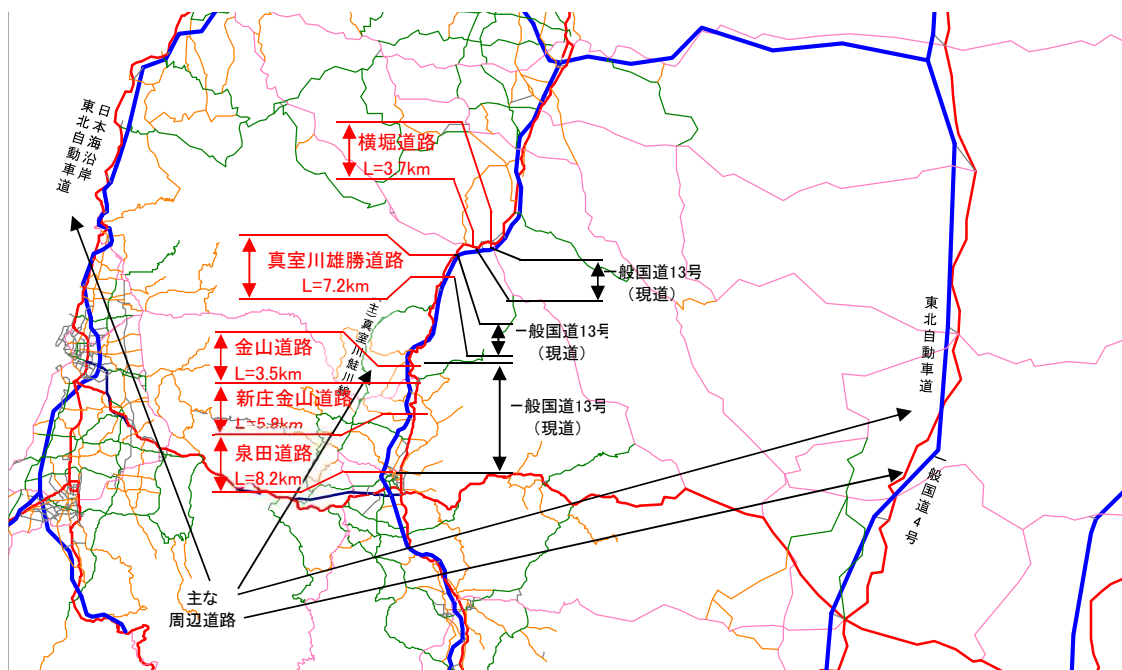 日本海沿岸
東北自動車道
横堀道路
L=3.7km
真室川雄勝道路
L=7.2km
一般国道13号
（現道）
一般国道13号
（現道）
(主)真室川鮭川線
金山道路
L=3.5km
新庄金山道路
L=5.8km
一般国道13号
（現道）
泉田道路
L=8.2km
東北自動車道
一般国道4号
主な
周辺道路